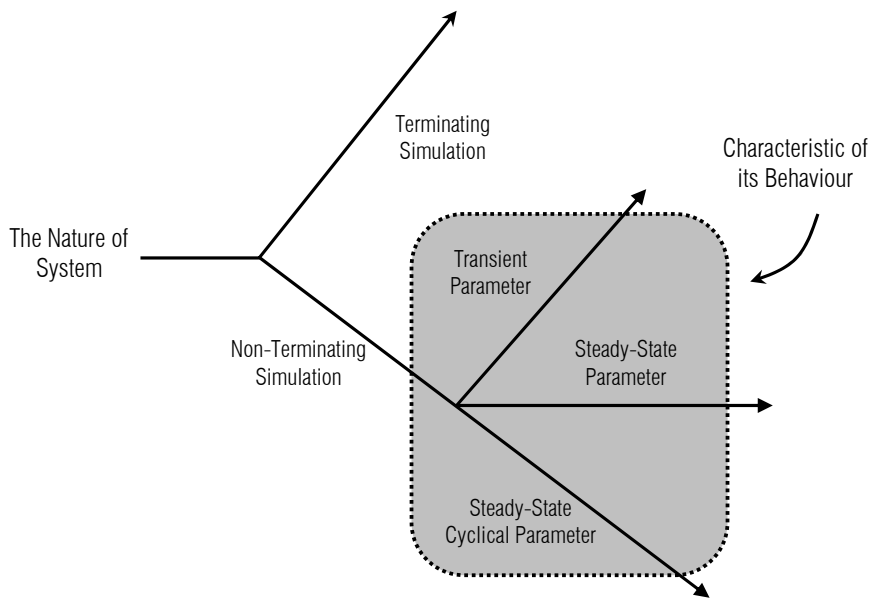 Terminating
Simulation
Characteristic of
its Behaviour
The Nature of
System
Transient
Parameter
Non-Terminating
Simulation
Steady-State
Parameter
Steady-State
Cyclical Parameter